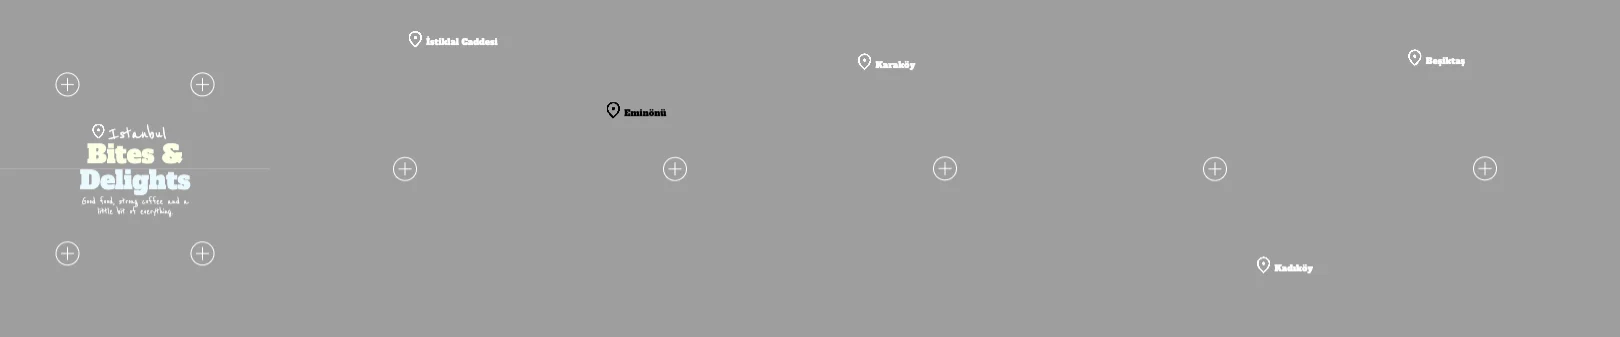 Istanbul
Bites &
Delights
Good food, strong coffee and a
little bit of everything.
İstiklal Caddesi
Eminönü
Karaköy
Kadıköy
Beşiktaş